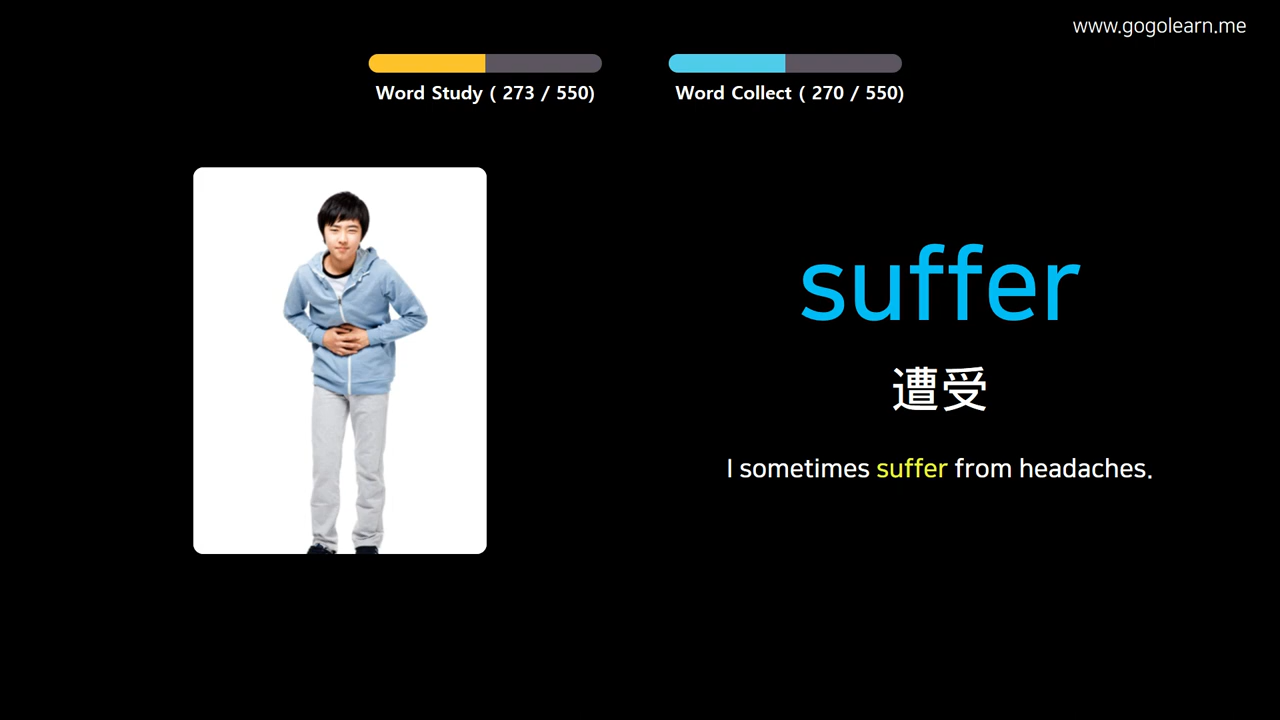 www.gogolearn.me
Word Study ( 273 / 550)
Word Collect ( 270 / 550)
suffer
遭受
I sometimes suffer from headaches.